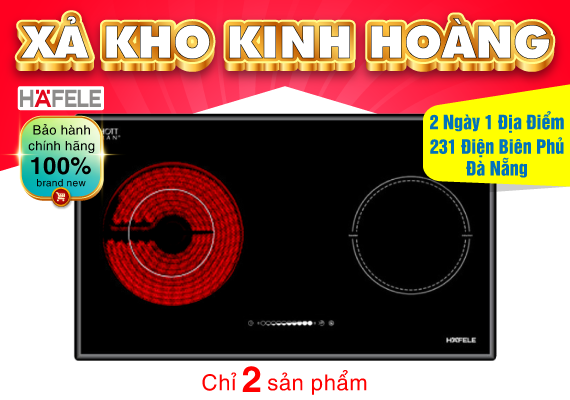 XẢ KHO KINH HOÀNG
HÄFELE
Bảo hành
chính hãng
100%
brand new
2 Ngày 1 Địa Điểm
231 Điện Biên Phủ
Đà Nẵng
HÄFELE
Chỉ 2 sản phẩm